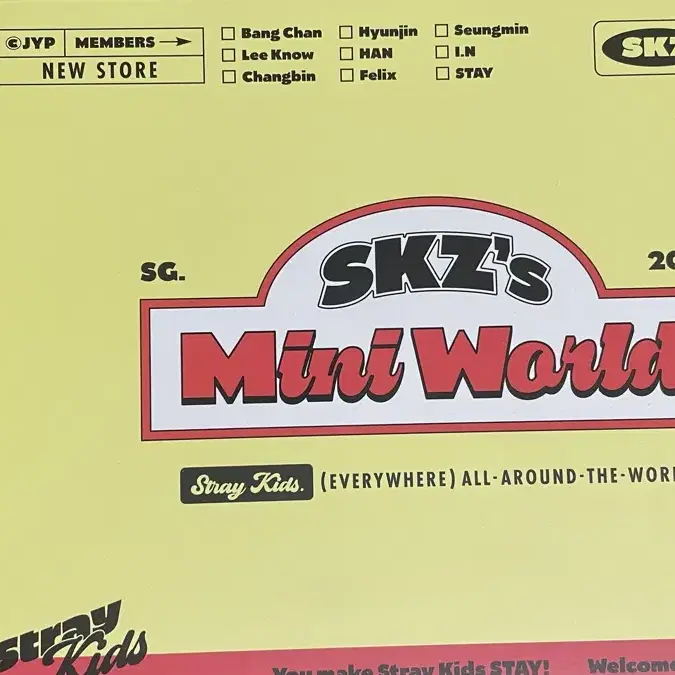 ©JYP MEMBERS
NEW STORE
Bang Chan Hyunjin Seungmin
Lee Know HAN I.N
Changbin Felix STAY
SKZ's
SG.
Mini World
Stray Kids. (EVERYWHERE) ALL-AROUND-THE-
Stray Kids
You make Stray Kids STAY! Welcome